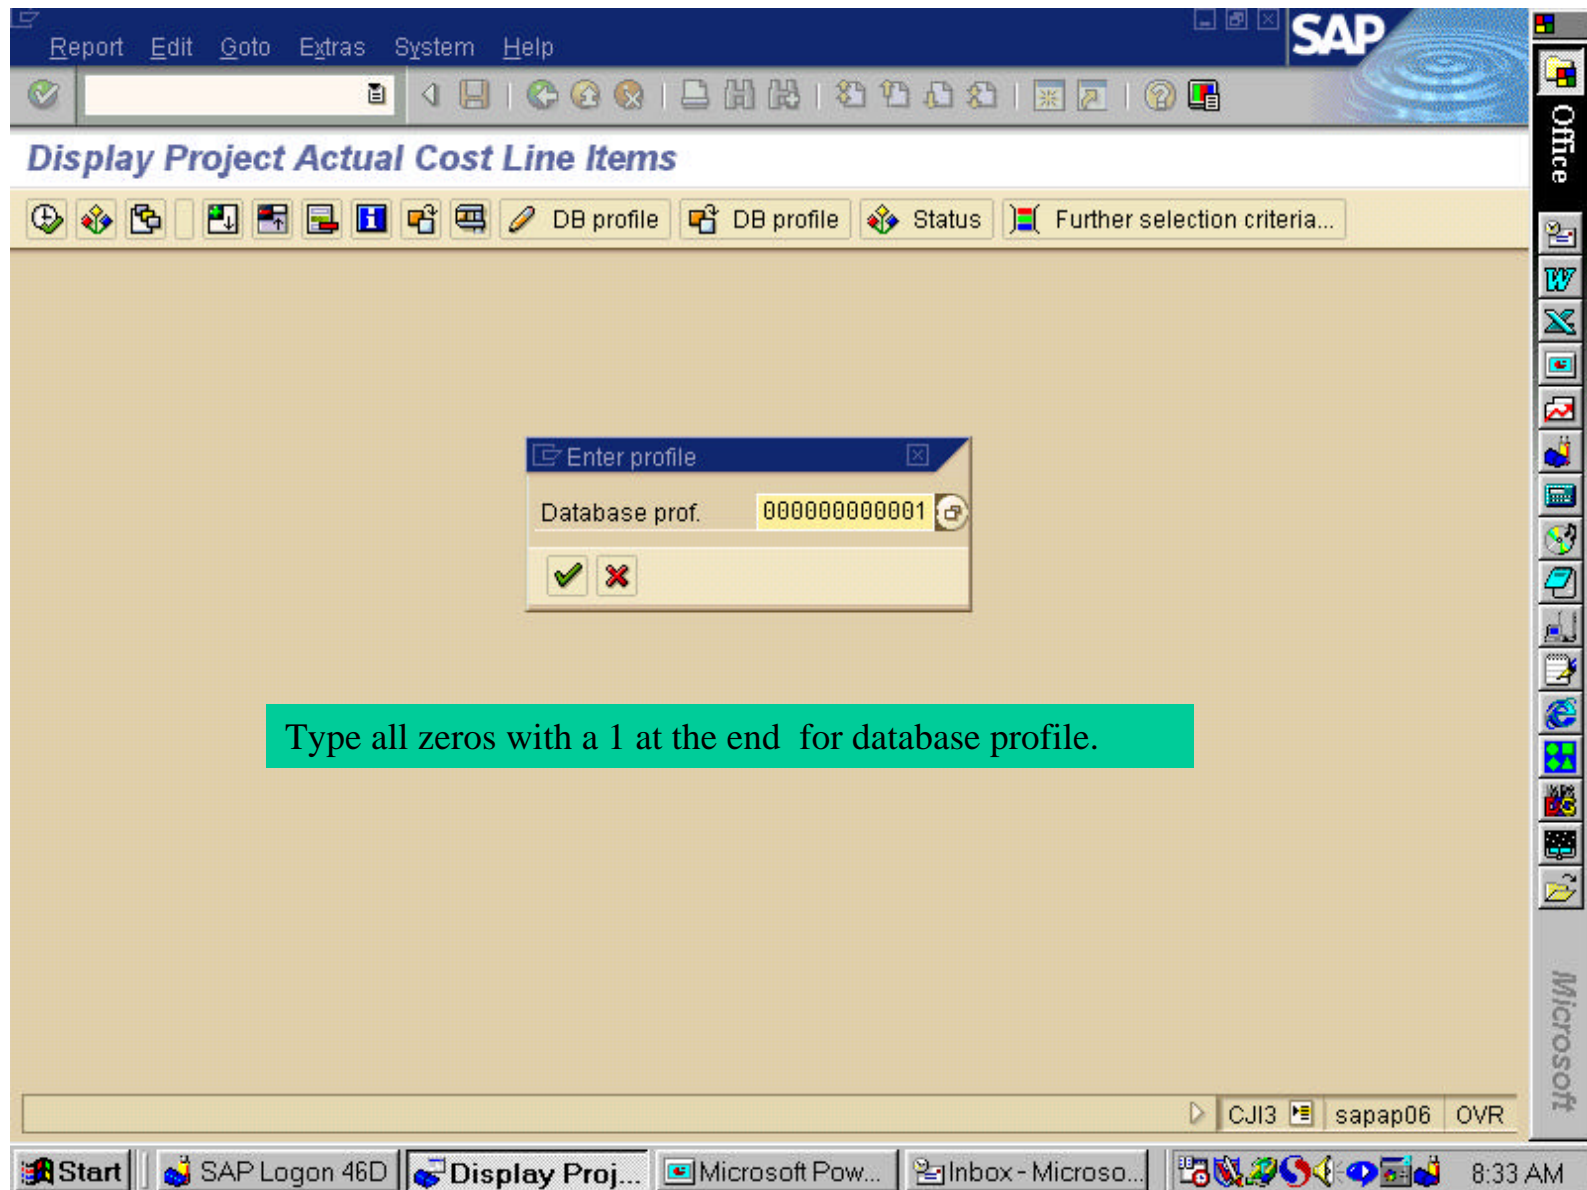 Report Edit Goto Extras System Help
SAP
Display Project Actual Cost Line Items
DB profile DB profile Status Further selection criteria...
Office
Enter profile
Database prof. 000000000001
Type all zeros with a 1 at the end for database profile.
Microsoft
CJI3 sapap06 OVR
Start SAP Logon 46D Display Proj... Microsoft Pow... Inbox - Microso... 8:33 AM